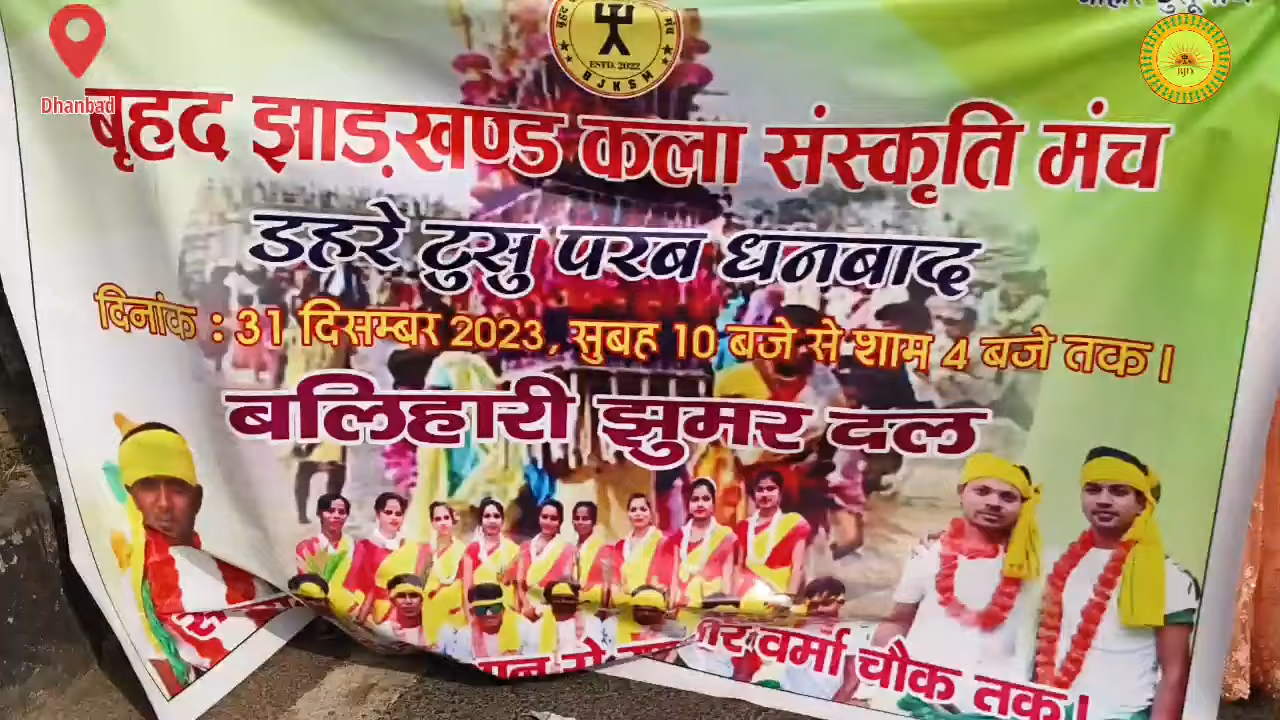 Dhanbad
ESTD. 2022
BJKSM
BJY
बृहद झाड़खण्ड कला संस्कृति मंच
डहरे टुसु परब धनबाद
दिनांक : 31 दिसम्बर 2023, सुबह 10 बजे से शाम 4 बजे तक।
बलिहारी झुमर दल
वर्मा चौक तक।